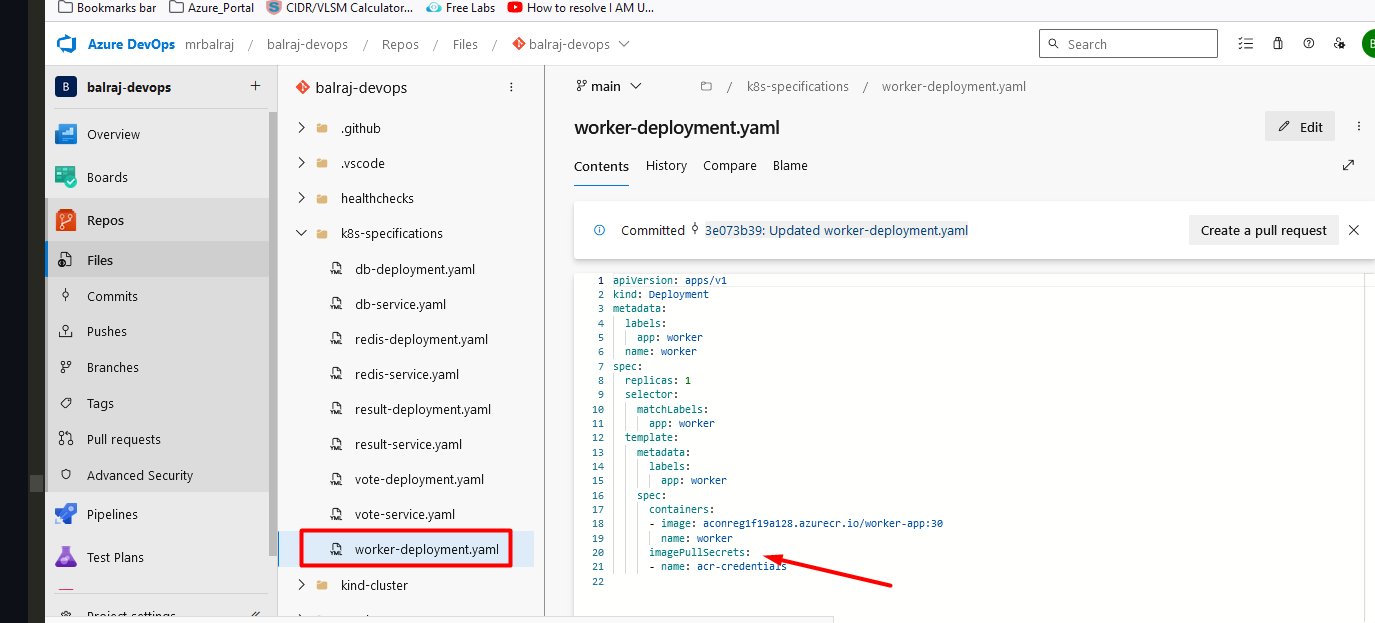 Bookmarks bar Azure_Portal CIDR/VLSM Calculator... Free Labs How to resolve I AM U...
Azure DevOps mrbalraj / balraj-devops / Repos / Files / balraj-devops
Search
B
B balraj-devops +
Overview
Boards
Repos
Files
Commits
Pushes
Branches
Tags
Pull requests
Advanced Security
Pipelines
Test Plans
Project settings
balraj-devops
.github
.vscode
healthchecks
k8s-specifications
db-deployment.yaml
db-service.yaml
redis-deployment.yaml
redis-service.yaml
result-deployment.yaml
result-service.yaml
vote-deployment.yaml
vote-service.yaml
worker-deployment.yaml
kind-cluster
main / k8s-specifications / worker-deployment.yaml
worker-deployment.yaml
Edit
Contents History Compare Blame
Committed 3e073b39: Updated worker-deployment.yaml
Create a pull request
1 apiVersion: apps/v1
2 kind: Deployment
3 metadata:
4 labels:
5 app: worker
6 name: worker
7 spec:
8 replicas: 1
9 selector:
10 matchLabels:
11 app: worker
12 template:
13 metadata:
14 labels:
15 app: worker
16 spec:
17 containers:
18 - image: aconreg1f19a128.azurecr.io/worker-app:30
19 name: worker
20 imagePullSecrets:
21 - name: acr-credentials
22